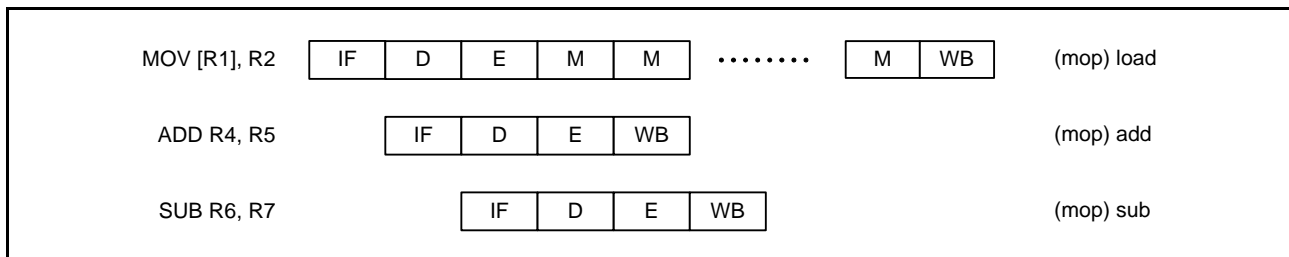 MOV [R1], R2 IF D E M M ........ M WB (mop) load
ADD R4, R5 IF D E WB (mop) add
SUB R6, R7 IF D E WB (mop) sub